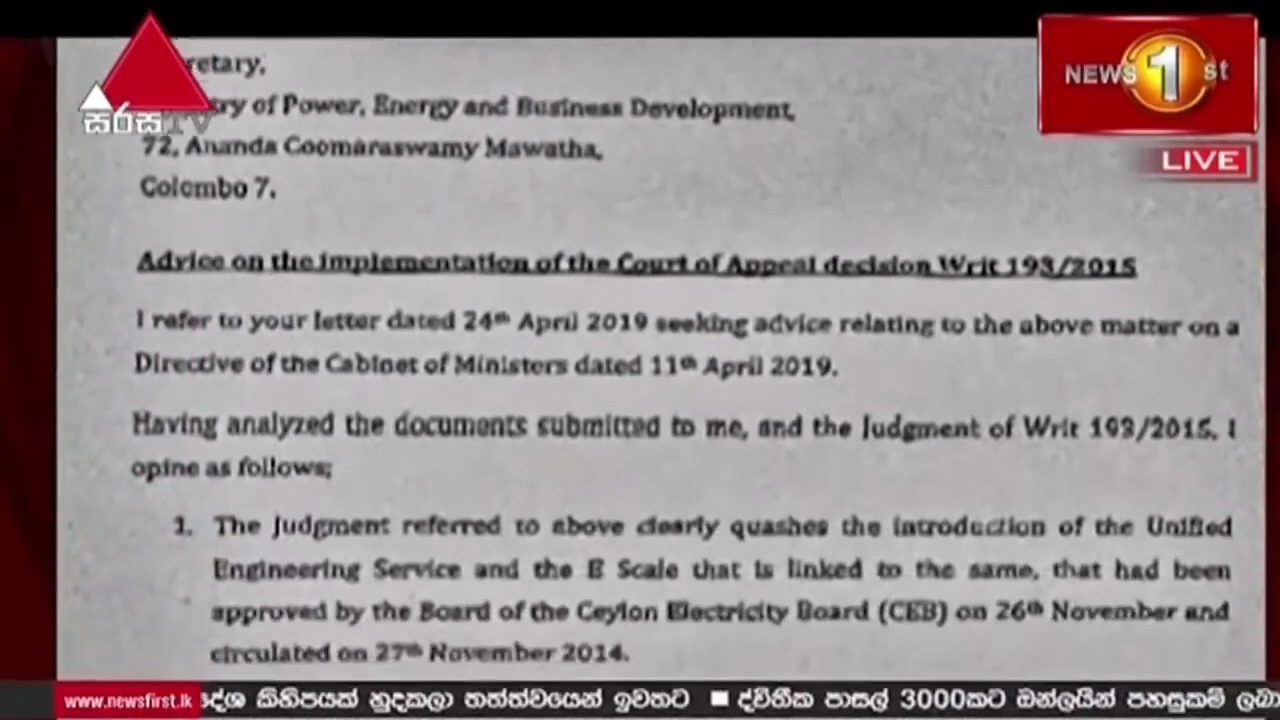 retary,
ry of Power, Energy and Business Development,
72, Ananda Coomaraswamy Mawatha,
Colombo 7.
සිරස TV
NEWS 1st
LIVE
Advice on the implementation of the Court of Appeal decision Writ 193/2015
I refer to your letter dated 24th April 2019 seeking advice relating to the above matter on a
Directive of the Cabinet of Ministers dated 11th April 2019.
Having analyzed the documents submitted to me, and the Judgment of Writ 193/2015, I
opine as follows;
1. The Judgment referred to above clearly quashes the introduction of the Unified
Engineering Service and the E Scale that is linked to the same, that had been
approved by the Board of the Ceylon Electricity Board (CEB) on 26th November and
circulated on 27th November 2014.
www.newsfirst.lk දේශ කිහිපයක් හුදකලා තත්ත්වයෙන් ඉවතට ■ ද්විතීක පාසල් 3000කට ඔන්ලයින් පහසුකම් ලබා